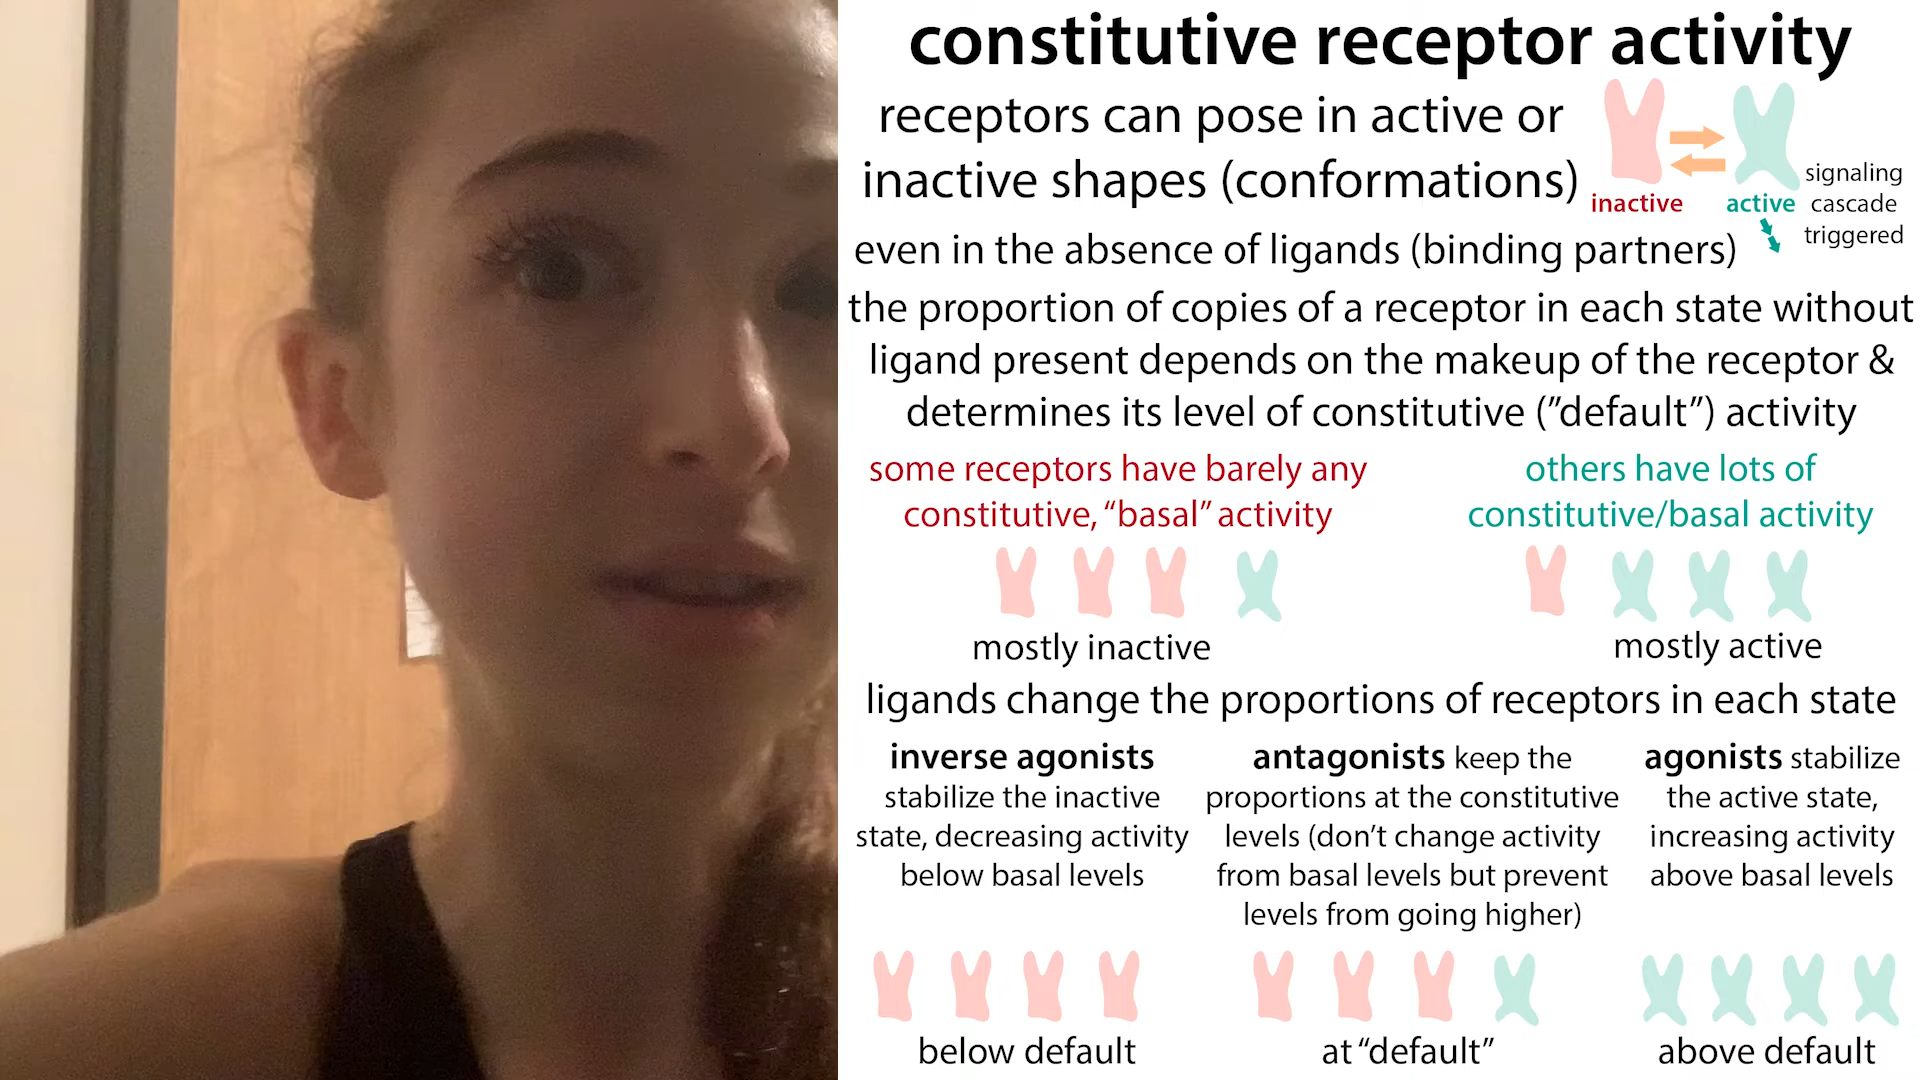 constitutive receptor activity
receptors can pose in active or
inactive shapes (conformations)
inactive
active
signaling
cascade
triggered
even in the absence of ligands (binding partners)
the proportion of copies of a receptor in each state without
ligand present depends on the makeup of the receptor &
determines its level of constitutive (”default”) activity
some receptors have barely any
constitutive, “basal” activity
others have lots of
constitutive/basal activity
mostly inactive
mostly active
ligands change the proportions of receptors in each state
inverse agonists
stabilize the inactive
state, decreasing activity
below basal levels
antagonists keep the
proportions at the constitutive
levels (don’t change activity
from basal levels but prevent
levels from going higher)
agonists stabilize
the active state,
increasing activity
above basal levels
below default
at “default”
above default